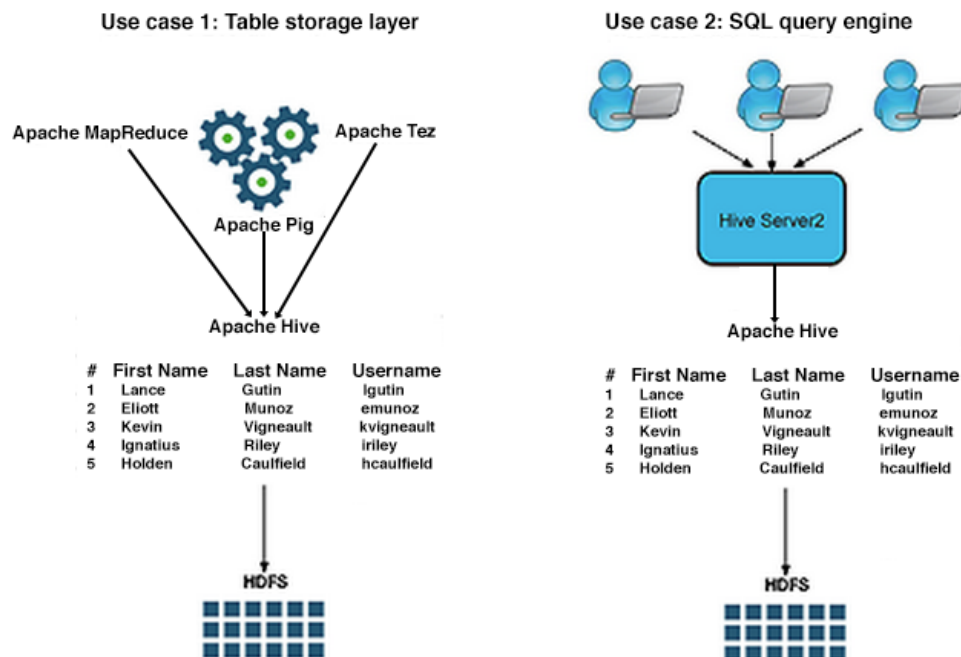 Use case 1: Table storage layer
Apache MapReduce
Apache Tez
Apache Pig
Apache Hive
# First Name Last Name Username
1 Lance Gutin lgutin
2 Eliott Munoz emunoz
3 Kevin Vigneault kvigneault
4 Ignatius Riley iriley
5 Holden Caulfield hcaulfield
HDFS
Use case 2: SQL query engine
Hive Server2
Apache Hive
# First Name Last Name Username
1 Lance Gutin lgutin
2 Eliott Munoz emunoz
3 Kevin Vigneault kvigneault
4 Ignatius Riley iriley
5 Holden Caulfield hcaulfield
HDFS